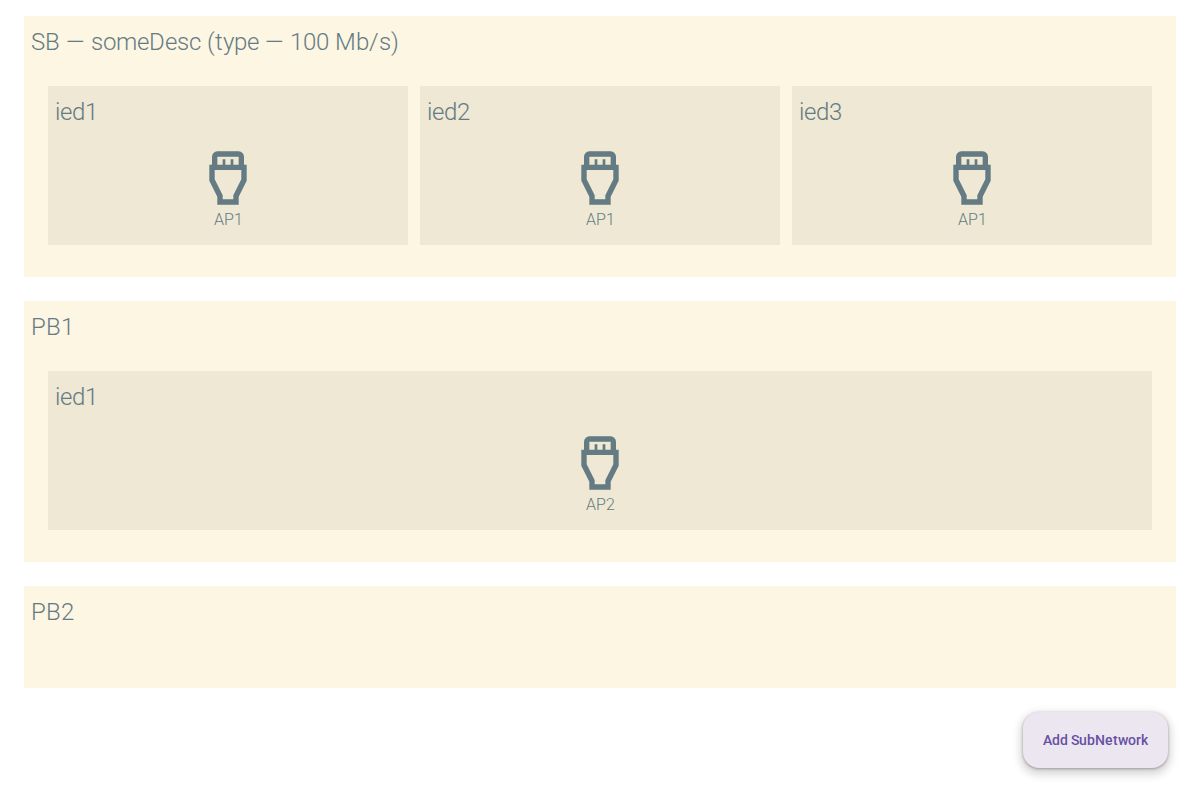 SB — someDesc (type — 100 Mb/s)
ied1
ied2
ied3
AP1
AP1
AP1
PB1
ied1
AP2
PB2
Add SubNetwork